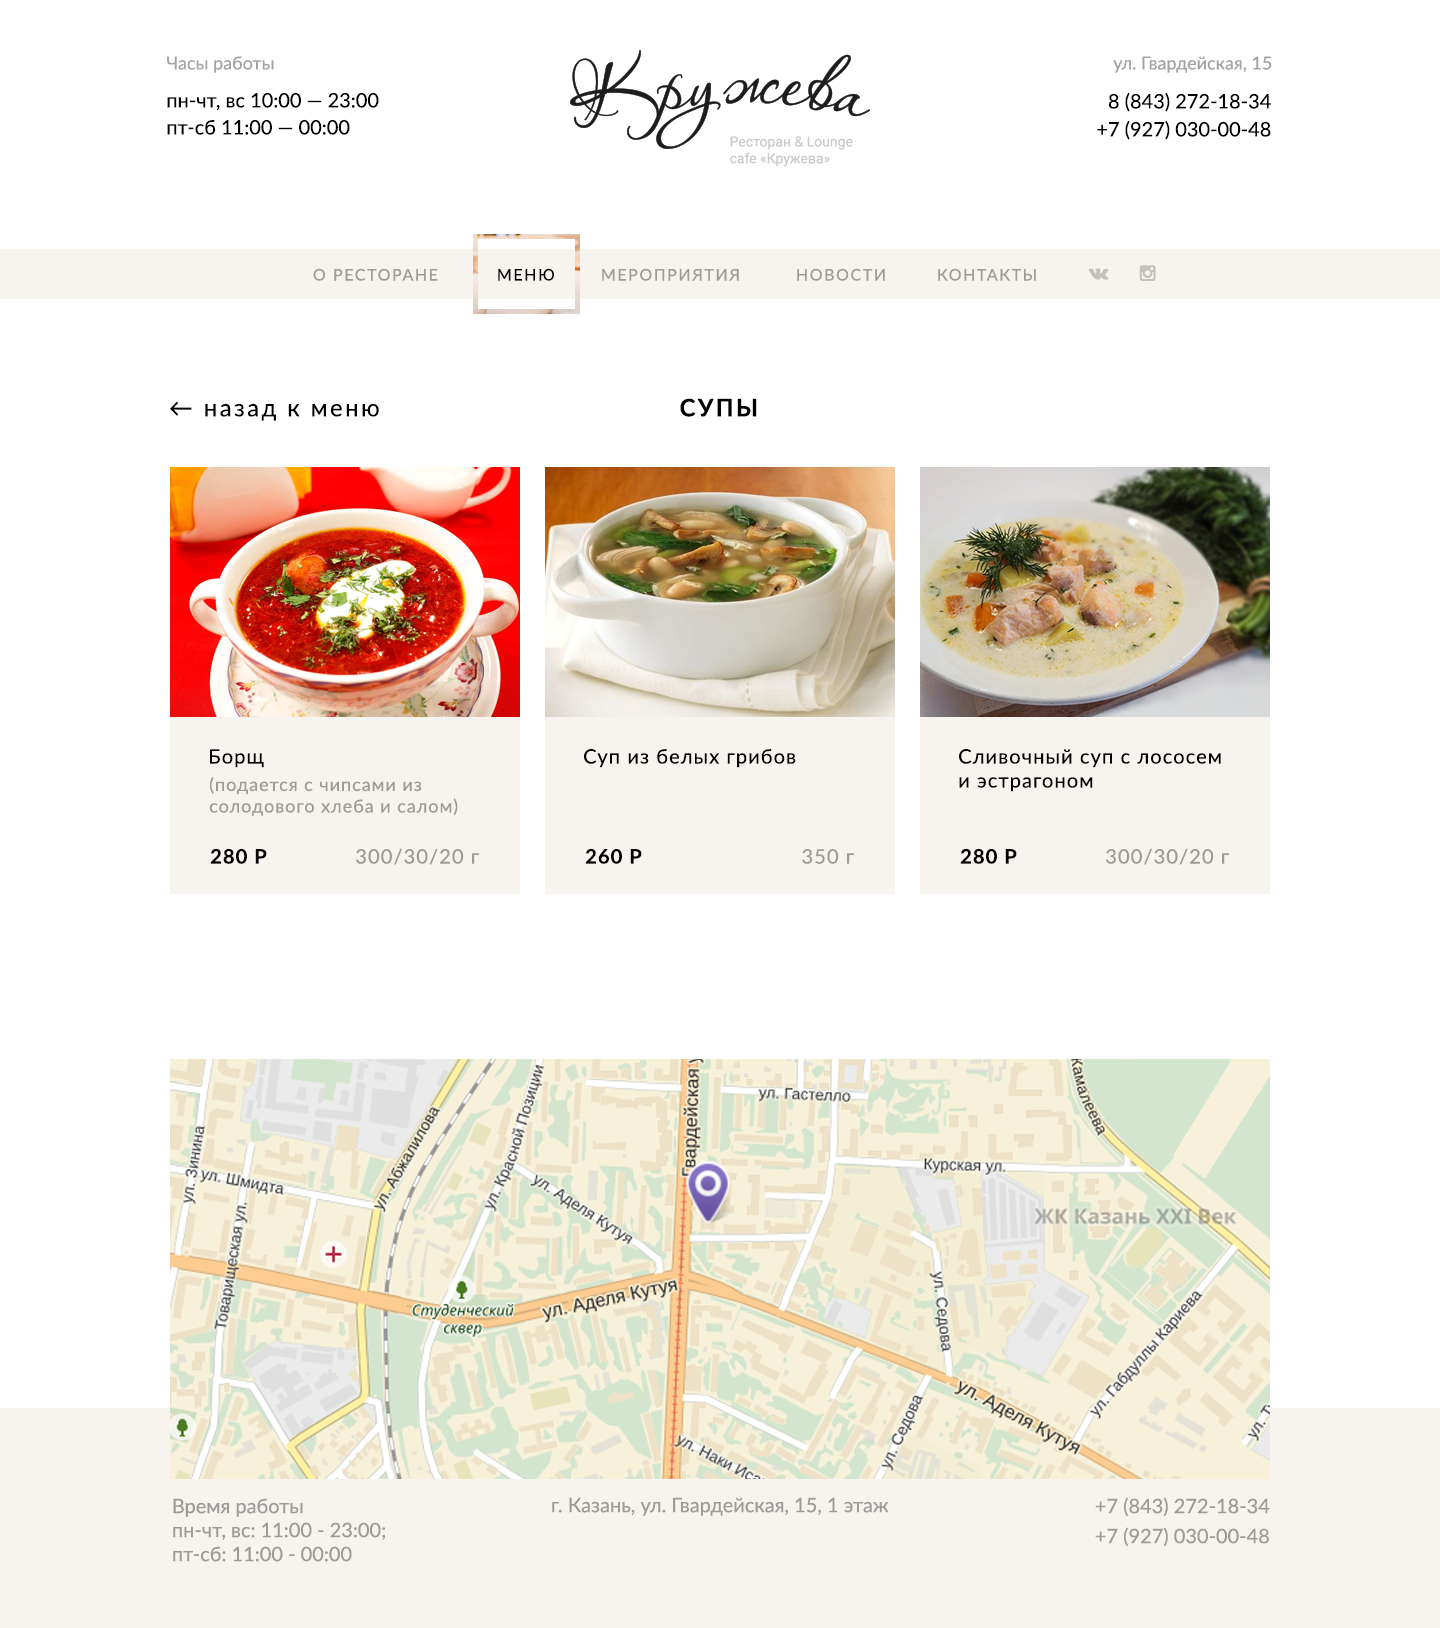 Часы работы
пн-чт, вс 10:00 — 23:00
пт-сб 11:00 — 00:00
Кружева
Ресторан & Lounge
cafe «Кружева»
ул. Гвардейская, 15
8 (843) 272-18-34
+7 (927) 030-00-48
О РЕСТОРАНЕ
МЕНЮ
МЕРОПРИЯТИЯ
НОВОСТИ
КОНТАКТЫ
← назад к меню
СУПЫ
Борщ
(подается с чипсами из
солодового хлеба и салом)
280 Р
300/30/20 г
Суп из белых грибов
260 Р
350 г
Сливочный суп с лососем
и эстрагоном
280 Р
300/30/20 г
ул. Зинина
ул. Шмидта
Товарищеская ул.
ул. Абжалилова
ул. Красной Позиции
ул. Аделя Кутуя
Гвардейская у
ул. Гастелло
Камалеева
Курская ул.
ЖК Казань XXI Век
Студенческий
сквер
ул. Аделя Кутуя
ул. Седова
ул. Габдуллы Кариева
ул. Аделя Кутуя
ул. Седова
ул. Наки Иса
ул. Т
Время работы
пн-чт, вс: 11:00 - 23:00;
пт-сб: 11:00 - 00:00
г. Казань, ул. Гвардейская, 15, 1 этаж
+7 (843) 272-18-34
+7 (927) 030-00-48